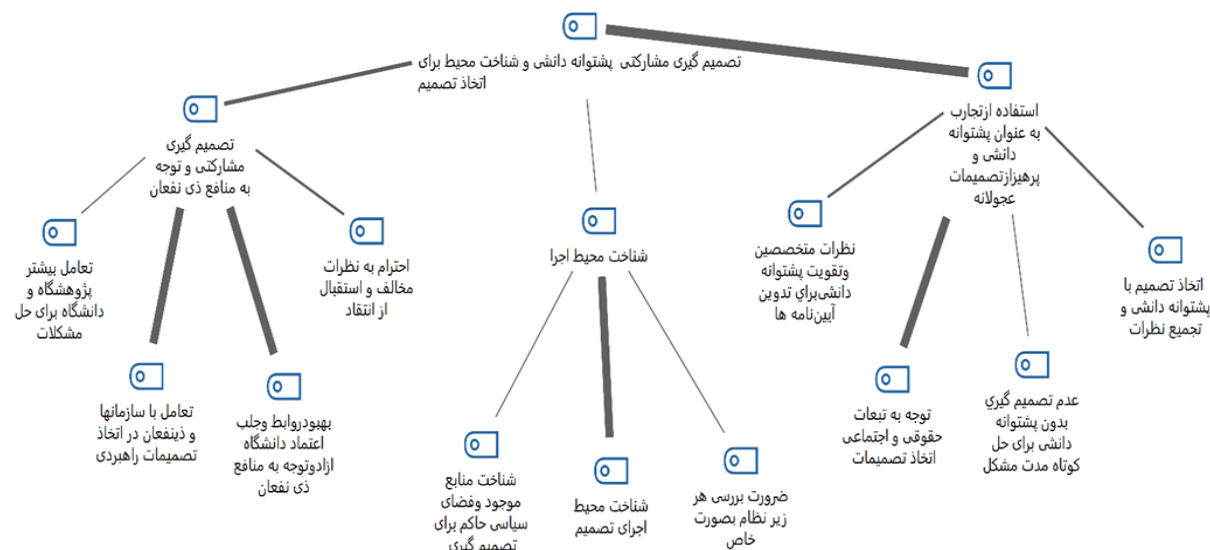 تصمیم گیری مشارکتی پشتوانه دانشی و شناخت محیط برای
اتخاذ تصمیم
استفاده ازتجارب
به عنوان پشتوانه
دانشی و
پرهیزازتصمیمات
عجولانه
تصمیم گیری
مشارکتی و توجه
به منافع ذی نفعان
شناخت محیط اجرا
اتخاذ تصمیم با
پشتوانه دانشی و
تجمیع نظرات
نظرات متخصصین
وتقویت پشتوانه
دانشی‌براي تدوین
آیین‌نامه ها
احترام به نظرات
مخالف و استقبال
از انتقاد
تعامل بیشتر
پژوهشگاه و
دانشگاه برای حل
مشکلات
عدم تصمیم گیري
بدون پشتوانه
دانشی برای حل
کوتاه مدت مشکل
توجه به تبعات
حقوقی و اجتماعی
اتخاذ تصمیمات
بهبودروابط وجلب
اعتماد دانشگاه
ازادوتوجه به منافع
ذی نفعان
تعامل با سازمانها
و ذینفعان در اتخاذ
تصمیمات راهبردی
ضرورت بررسی هر
زیر نظام بصورت
خاص
شناخت محیط
اجرای تصمیم
شناخت منابع
موجود وفضای
سیاسی حاکم برای
تصمیم گیری